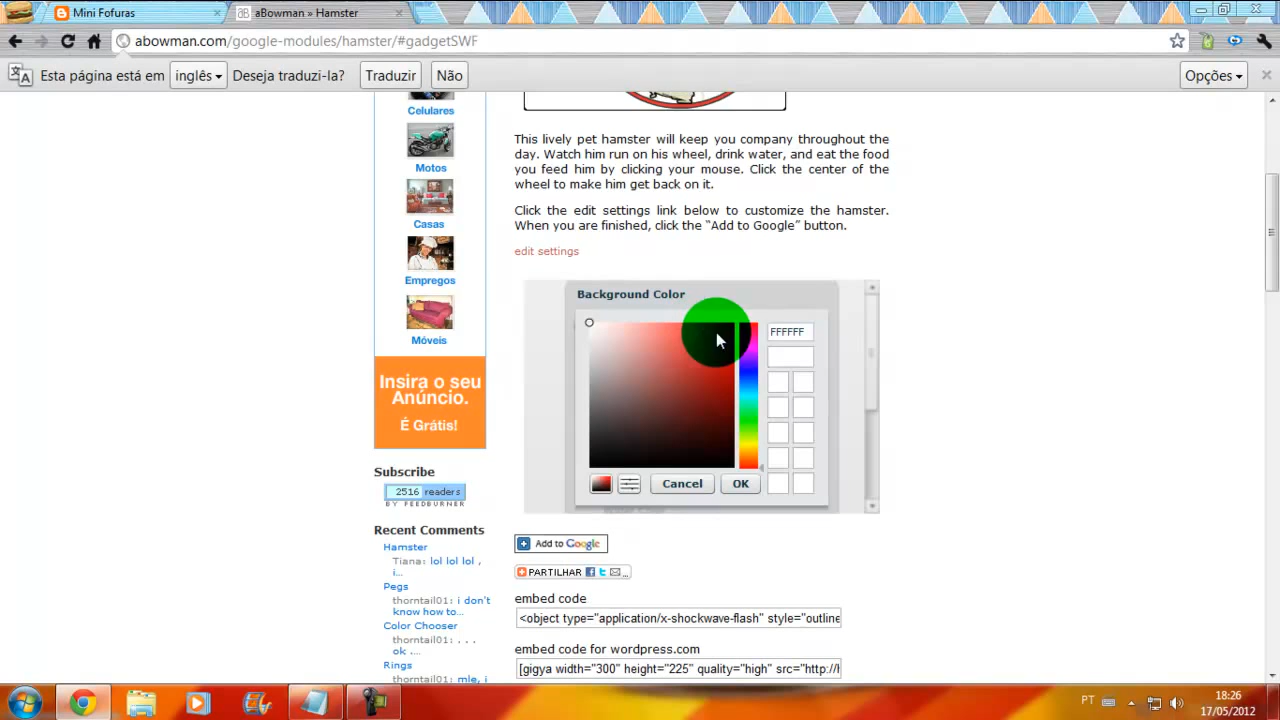 Mini Fofuras
aBowman » Hamster
abowman.com/google-modules/hamster/#gadgetSWF
Esta página está em inglês Deseja traduzi-la? Traduzir Não Opções
Celulares
Motos
Casas
Empregos
Móveis
Insira o seu
Anúncio.
É Grátis!
Subscribe
2516 readers
BY FEEDBURNER
Recent Comments
Hamster
Tiana: lol lol lol ,
i...
Pegs
thorntail01: i don't
know how to...
Color Chooser
thorntail01: . . .
ok ....
Rings
thorntail01: mle, i
This lively pet hamster will keep you company throughout the
day. Watch him run on his wheel, drink water, and eat the food
you feed him by clicking your mouse. Click the center of the
wheel to make him get back on it.
Click the edit settings link below to customize the hamster.
When you are finished, click the “Add to Google” button.
edit settings
Background Color
FFFFFF
Cancel OK
Add to Google
PARTILHAR ...
embed code
<object type="application/x-shockwave-flash" style="outline
embed code for wordpress.com
[gigya width="300" height="225" quality="high" src="http://h
PT
18:26
17/05/2012